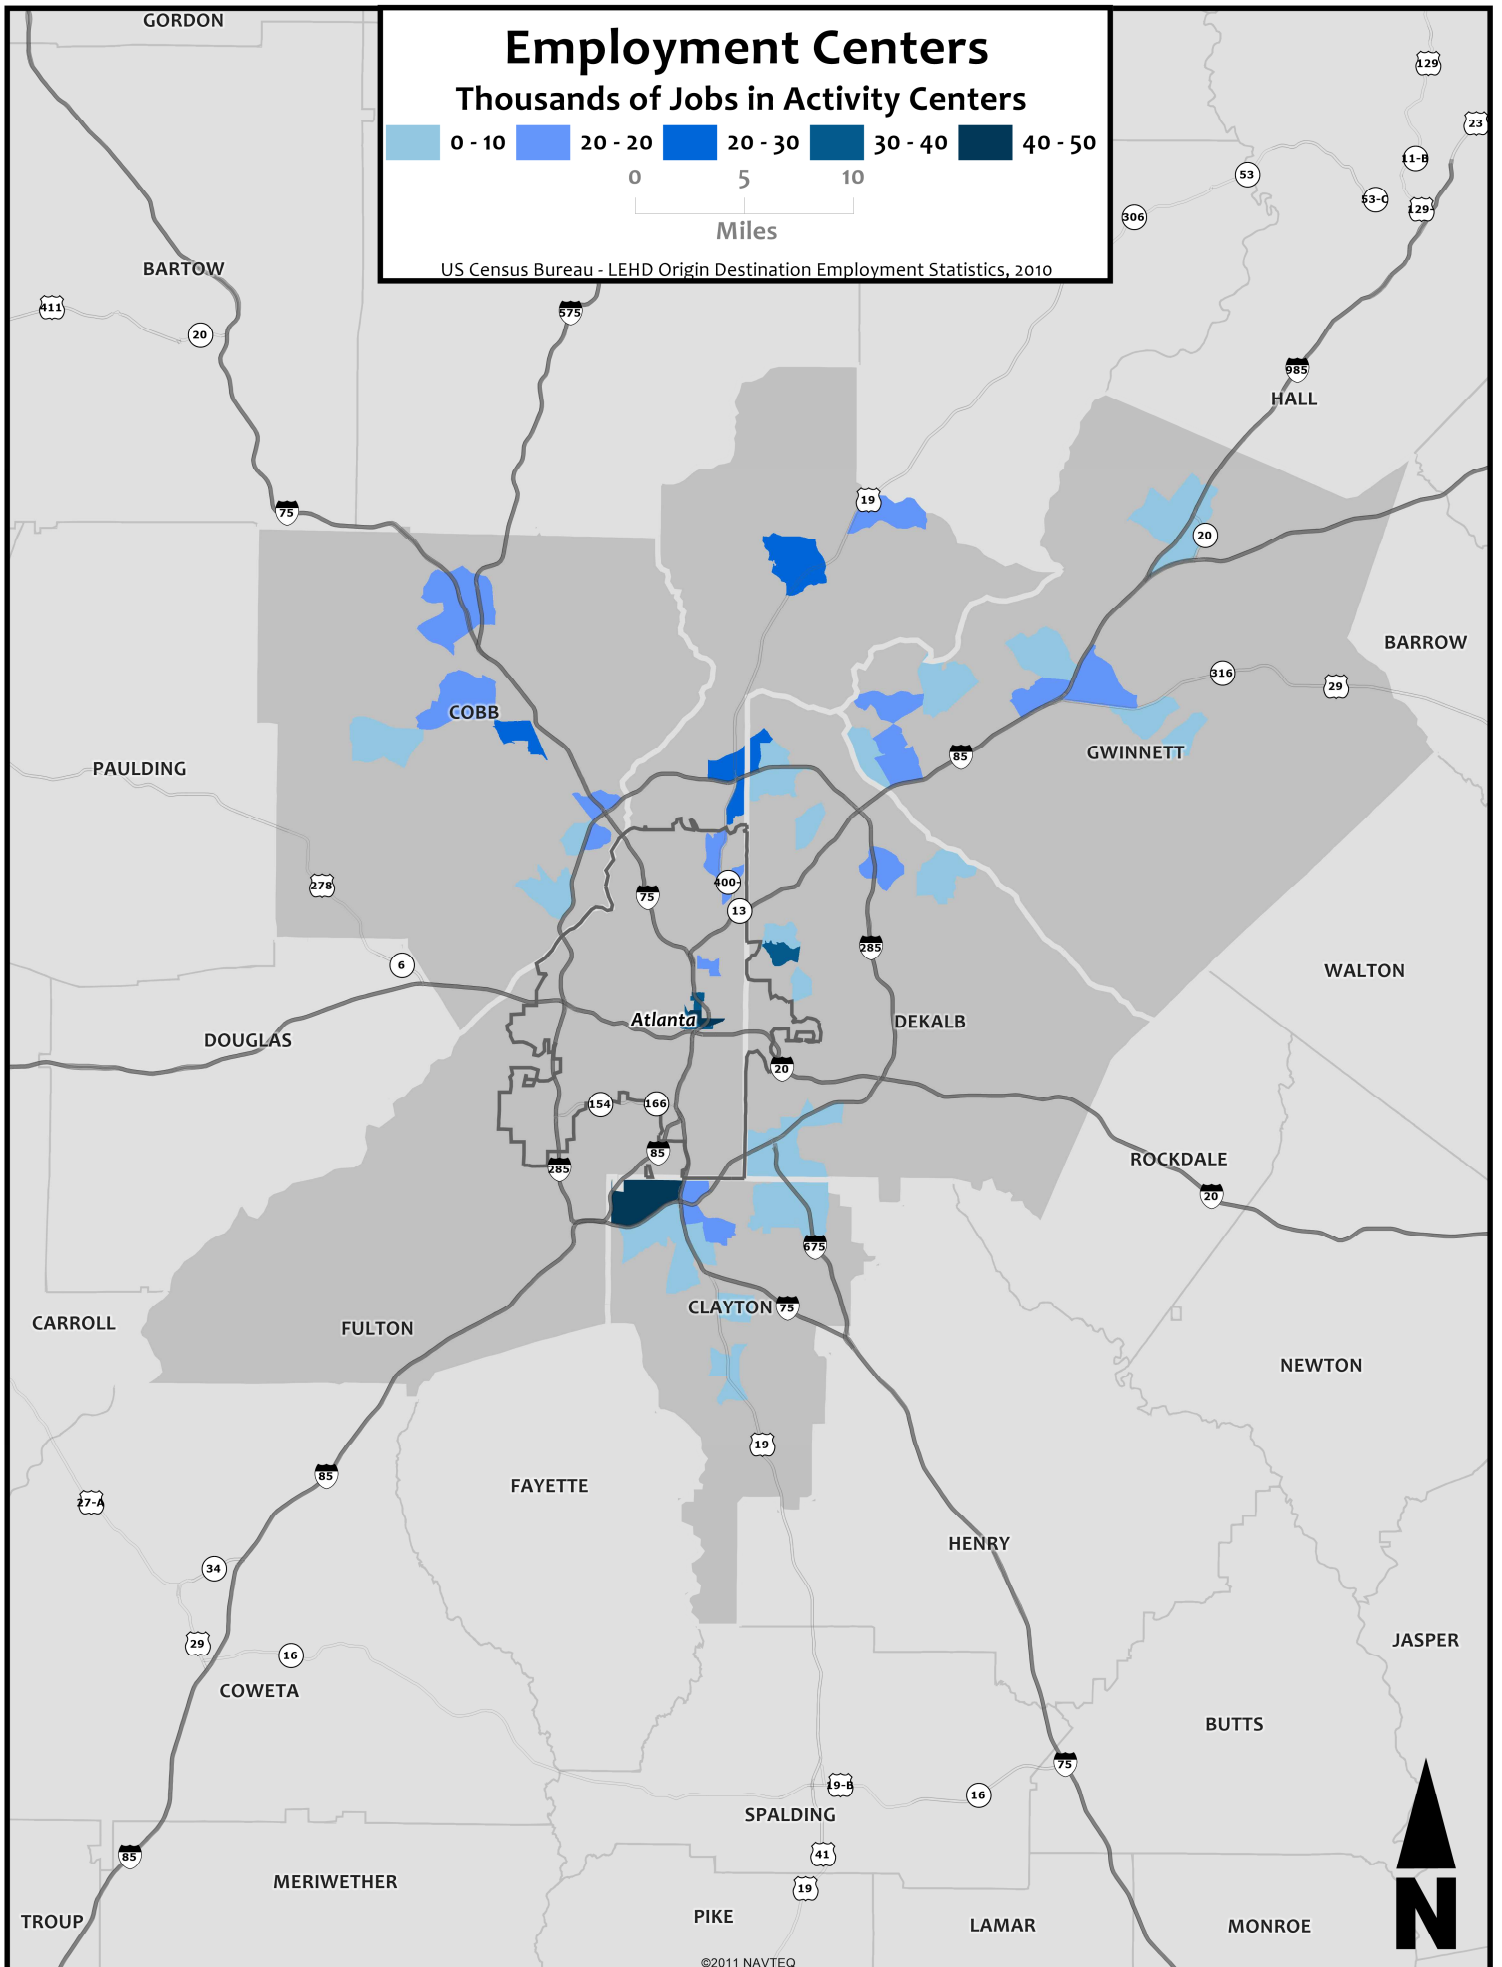 GORDON
Employment Centers
Thousands of Jobs in Activity Centers
0 - 10 20 - 20 20 - 30 30 - 40 40 - 50
0 5 10
Miles
US Census Bureau - LEHD Origin Destination Employment Statistics, 2010
129
23
11-B
53
53-C
129-
306
BARTOW
411
20
575
985
HALL
75
19
20
BARROW
316
29
COBB
GWINNETT
85
PAULDING
278
75
400-
13
285
6
WALTON
Atlanta
DEKALB
DOUGLAS
20
154
166
85
285
ROCKDALE
20
675
CLAYTON
75
CARROLL
FULTON
NEWTON
19
85
FAYETTE
27-A
HENRY
34
29
16
JASPER
COWETA
BUTTS
75
19-B
16
SPALDING
41
85
MERIWETHER
19
TROUP
PIKE
LAMAR
MONROE
N
©2011 NAVTEQ